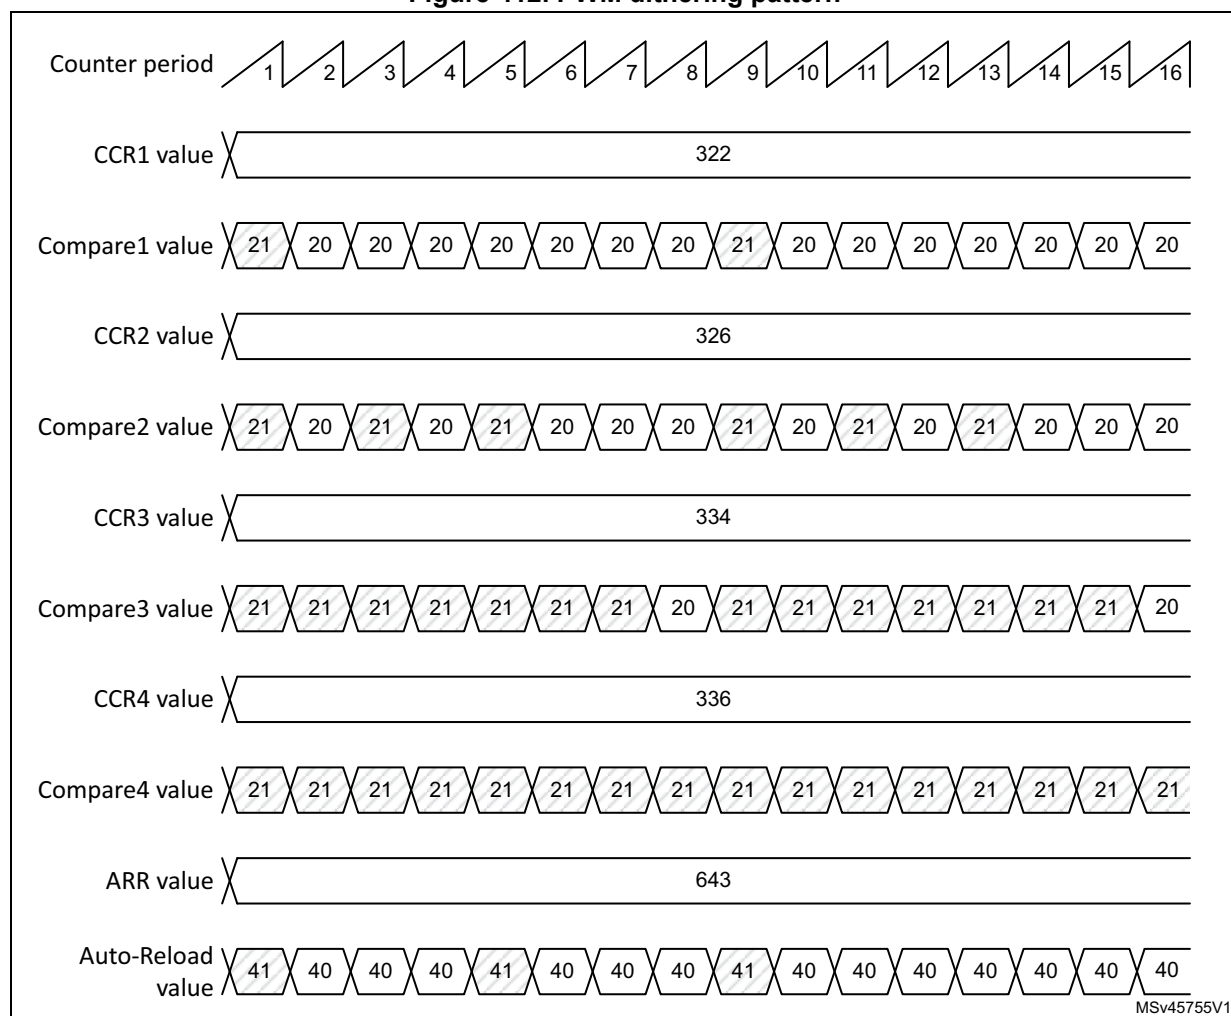 Figure 412. PWM dithering pattern
Counter period 1 2 3 4 5 6 7 8 9 10 11 12 13 14 15 16
CCR1 value 322
Compare1 value 21 20 20 20 20 20 20 20 21 20 20 20 20 20 20 20
CCR2 value 326
Compare2 value 21 20 21 20 21 20 20 20 21 20 21 20 21 20 20 20
CCR3 value 334
Compare3 value 21 21 21 21 21 21 21 20 21 21 21 21 21 21 21 20
CCR4 value 336
Compare4 value 21 21 21 21 21 21 21 21 21 21 21 21 21 21 21 21
ARR value 643
Auto-Reload
value 41 40 40 40 41 40 40 40 41 40 40 40 40 40 40 40
MSv45755V1